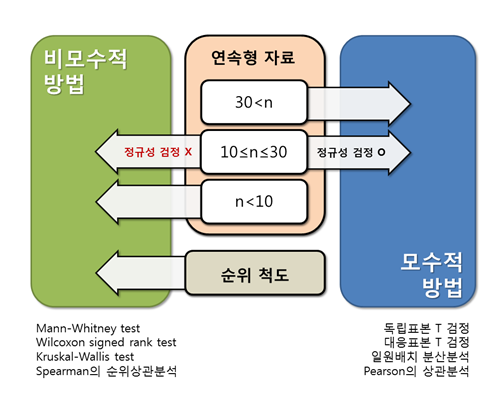 비모수적
방법
연속형 자료
30<n
정규성 검정 X
10≤n≤30
정규성 검정 O
n<10
순위 척도
모수적
방법
Mann-Whitney test
Wilcoxon signed rank test
Kruskal-Wallis test
Spearman의 순위상관분석
독립표본 T 검정
대응표본 T 검정
일원배치 분산분석
Pearson의 상관분석